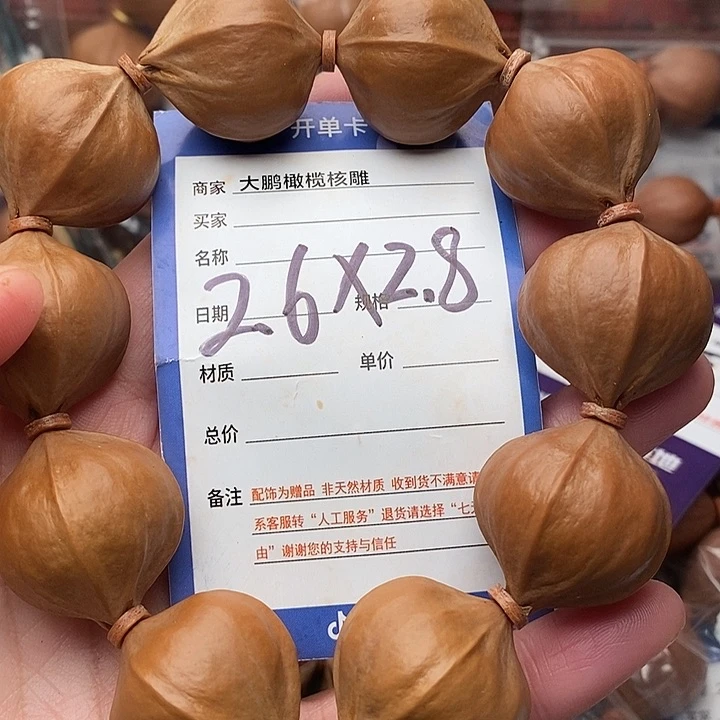 开单卡
商家 大鹏橄榄核雕
买家
名称
2.6X2.8
日期 规格
材质 单价
总价
备注 配饰为赠品 非天然材质 收到货不满意请
系客服转“人工服务”退货请选择“七
由”谢谢您的支持与信任